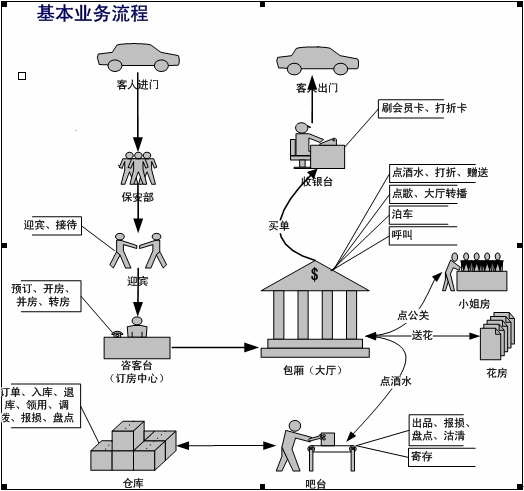 基本业务流程
客人进门
客人出门
刷会员卡、打折卡
保安部
收银台
点酒水、打折、赠送
点歌、大厅转播
泊车
呼叫
迎宾、接待
买单
$
迎宾
预订、开房、
并房、转房
小姐房
点公关
送花
咨客台
(订房中心)
包厢(大厅)
花房
点酒水
订单、入库、退
库、领用、调
拨、报损、盘点
出品、报损、
盘点、沽清
寄存
仓库
吧台